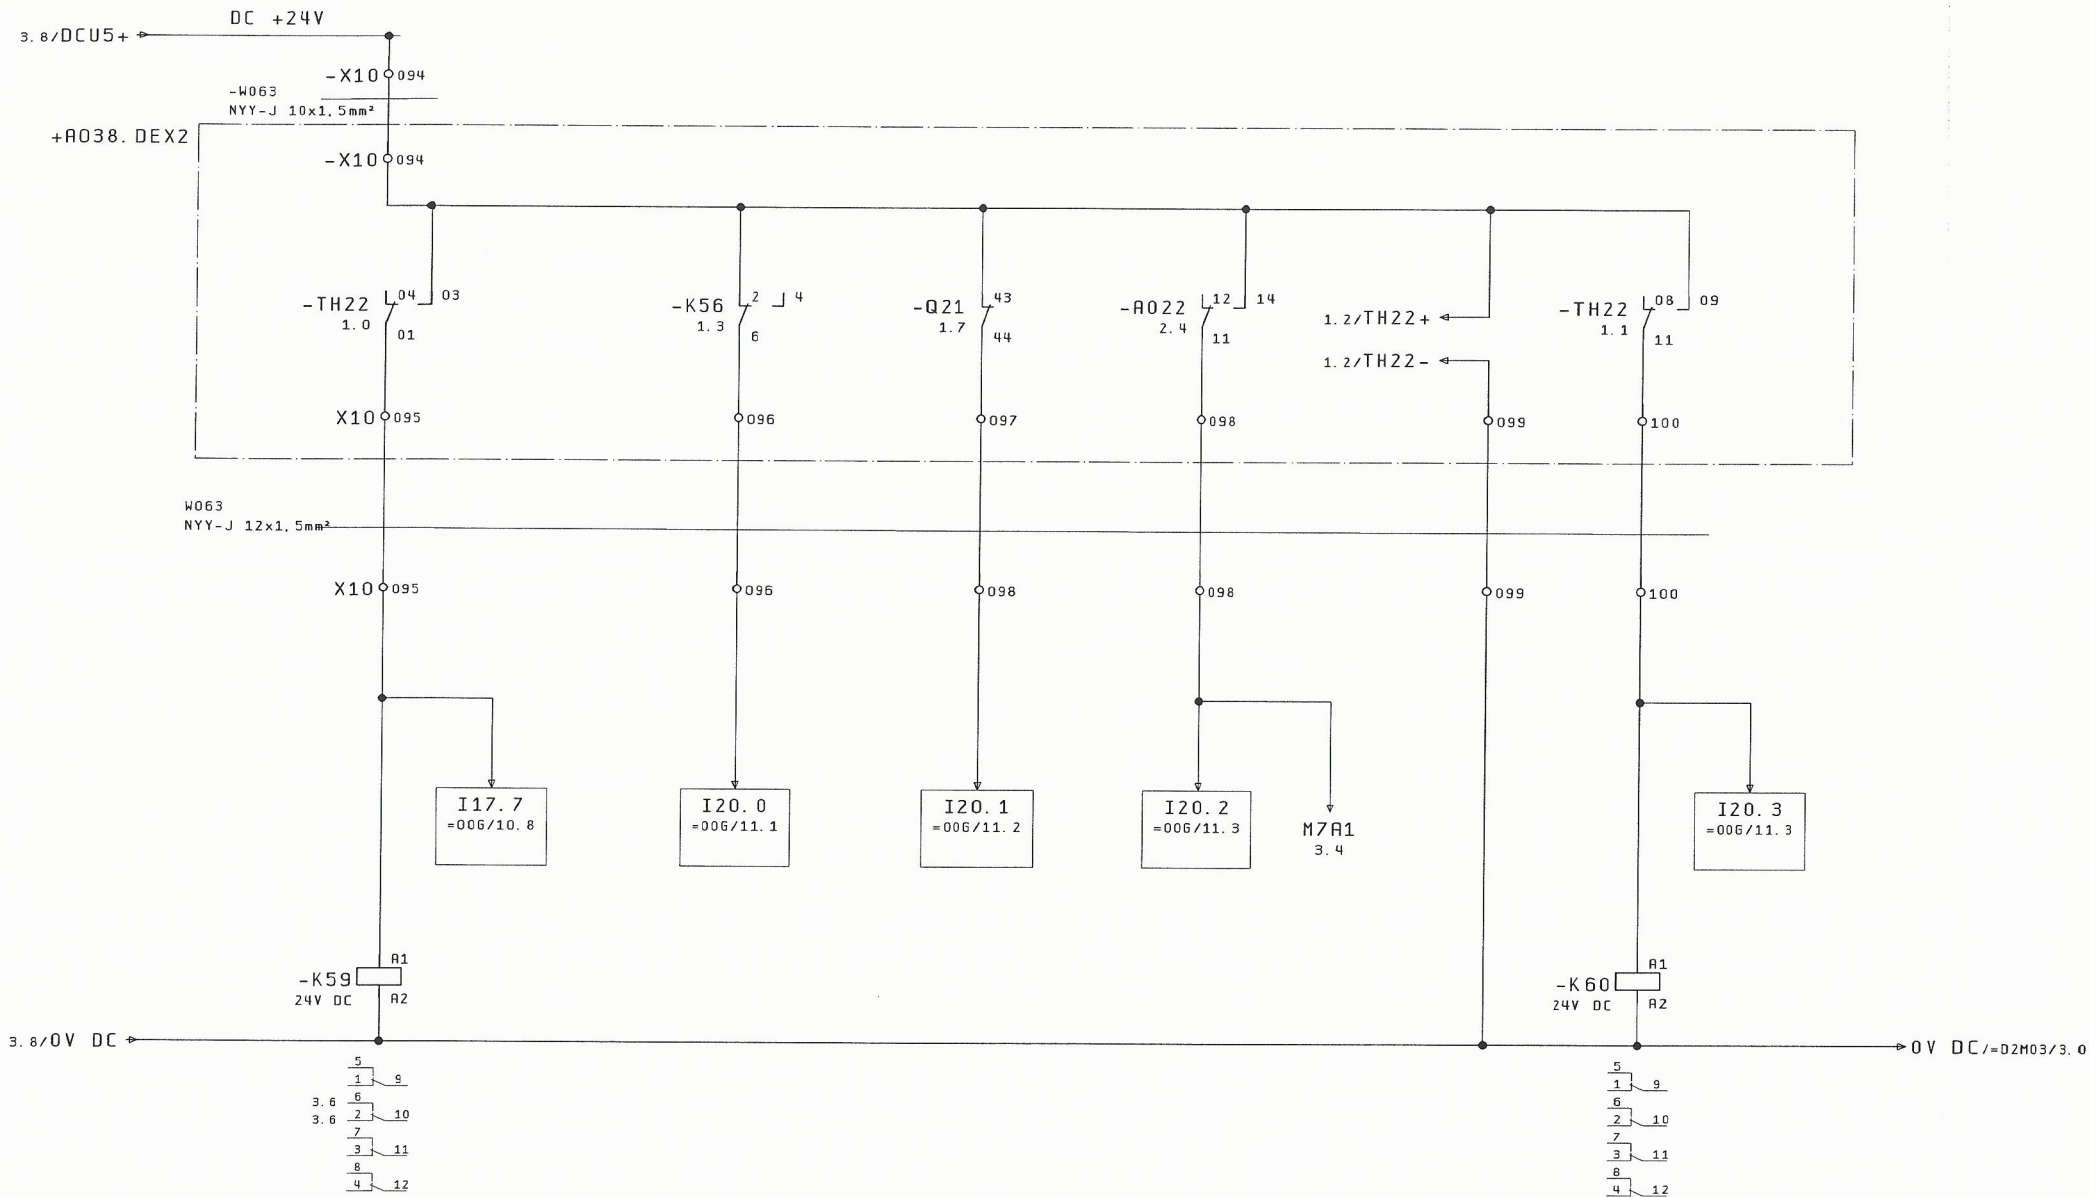 DC +24V
3.8/DCU5+
-X10 094
-W063
NYY-J 10x1,5mm²
+A038.DEX2
-X10 094
-TH22 04 03
1.0 01
-K56 2 4
1.3 6
-Q21 43
1.7 44
-A022 12 14
2.4 11
1.2/TH22+
1.2/TH22-
-TH22 08 09
1.1 11
X10 095 096 097 098 099 100
W063
NYY-J 12x1,5mm²
X10 095 096 098 098 099 100
I17.7
=006/10.8
I20.0
=006/11.1
I20.1
=006/11.2
I20.2
=006/11.3
M7A1
3.4
I20.3
=006/11.3
A1
-K59
24V DC A2
A1
-K60
24V DC A2
3.8/0V DC
0V DC/=D2M03/3.0
5
1 9
3.6 6
3.6 2 10
7
3 11
8
4 12
5
1 9
6
2 10
7
3 11
8
4 12